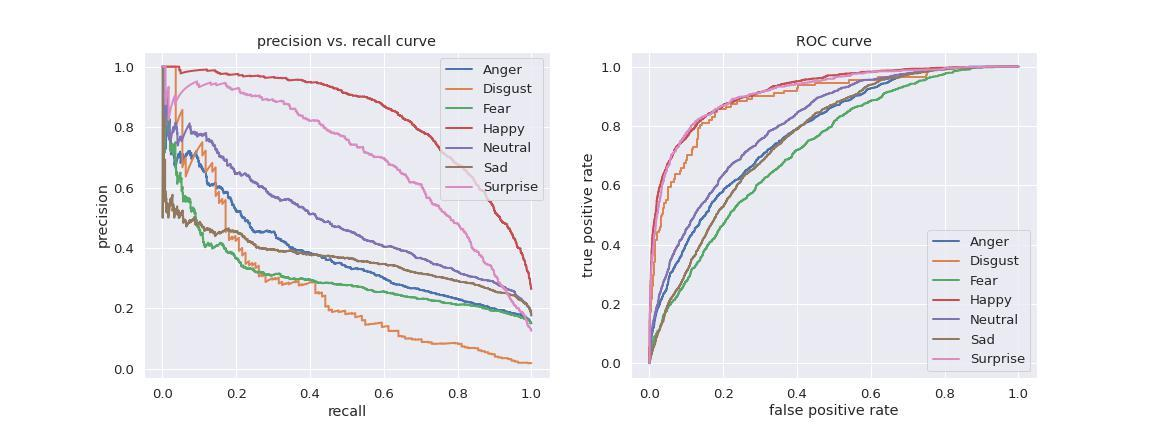 precision vs. recall curve
1.0
0.8
0.6
0.4
0.2
0.0
precision
0.0 0.2 0.4 0.6 0.8 1.0
recall
Anger
Disgust
Fear
Happy
Neutral
Sad
Surprise
ROC curve
1.0
0.8
0.6
0.4
0.2
0.0
true positive rate
0.0 0.2 0.4 0.6 0.8 1.0
false positive rate
Anger
Disgust
Fear
Happy
Neutral
Sad
Surprise